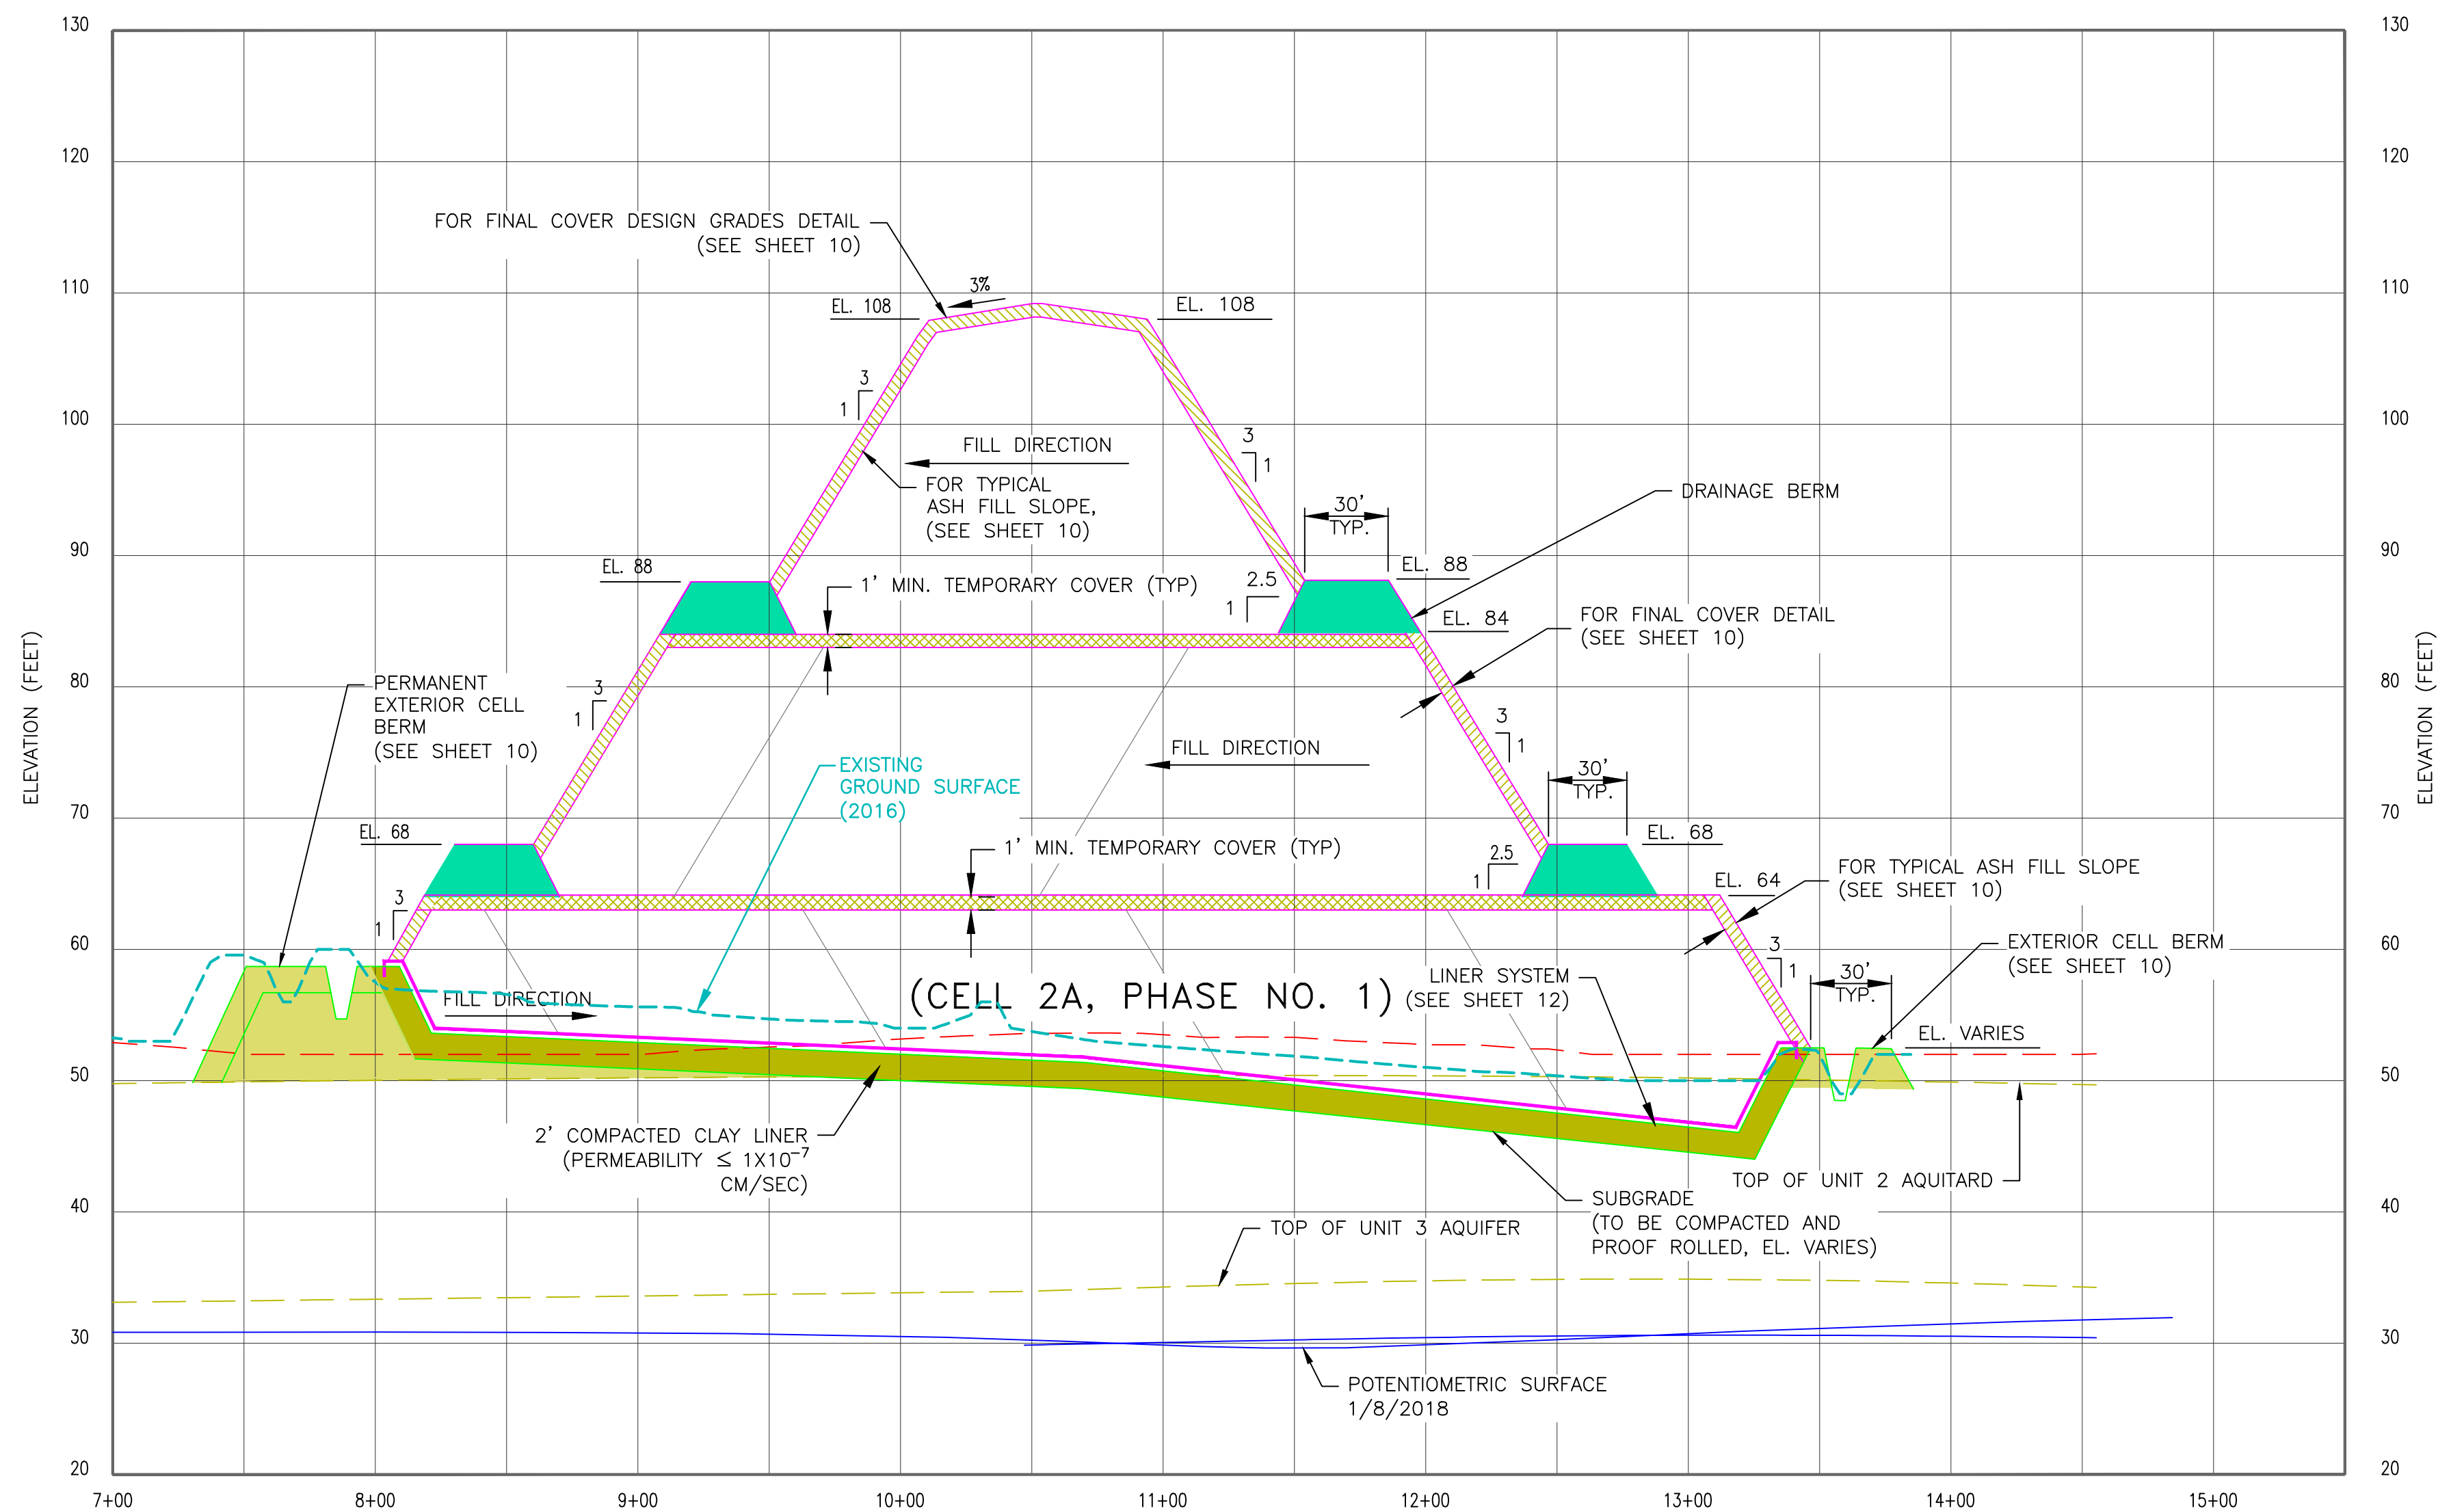 130
130
120
120
110
110
100
100
90
90
80
80
70
70
60
60
50
50
40
40
30
30
20
20
ELEVATION (FEET)
ELEVATION (FEET)
7+00
8+00
9+00
10+00
11+00
12+00
13+00
14+00
15+00
FOR FINAL COVER DESIGN GRADES DETAIL
(SEE SHEET 10)
3%
EL. 108
EL. 108
3
1
3
1
FILL DIRECTION
FOR TYPICAL
ASH FILL SLOPE,
(SEE SHEET 10)
30'
TYP.
DRAINAGE BERM
EL. 88
EL. 88
1' MIN. TEMPORARY COVER (TYP)
2.5
1
EL. 84
FOR FINAL COVER DETAIL
(SEE SHEET 10)
PERMANENT
EXTERIOR CELL
BERM
(SEE SHEET 10)
3
1
3
1
FILL DIRECTION
EXISTING
GROUND SURFACE
(2016)
30'
TYP.
EL. 68
EL. 68
1' MIN. TEMPORARY COVER (TYP)
2.5
1
EL. 64
FOR TYPICAL ASH FILL SLOPE
(SEE SHEET 10)
3
1
3
1
EXTERIOR CELL BERM
(SEE SHEET 10)
30'
TYP.
LINER SYSTEM
(SEE SHEET 12)
(CELL 2A, PHASE NO. 1)
FILL DIRECTION
EL. VARIES
2' COMPACTED CLAY LINER
(PERMEABILITY ≤ 1X10⁻⁷
CM/SEC)
TOP OF UNIT 2 AQUITARD
SUBGRADE
(TO BE COMPACTED AND
PROOF ROLLED, EL. VARIES)
TOP OF UNIT 3 AQUIFER
POTENTIOMETRIC SURFACE
1/8/2018